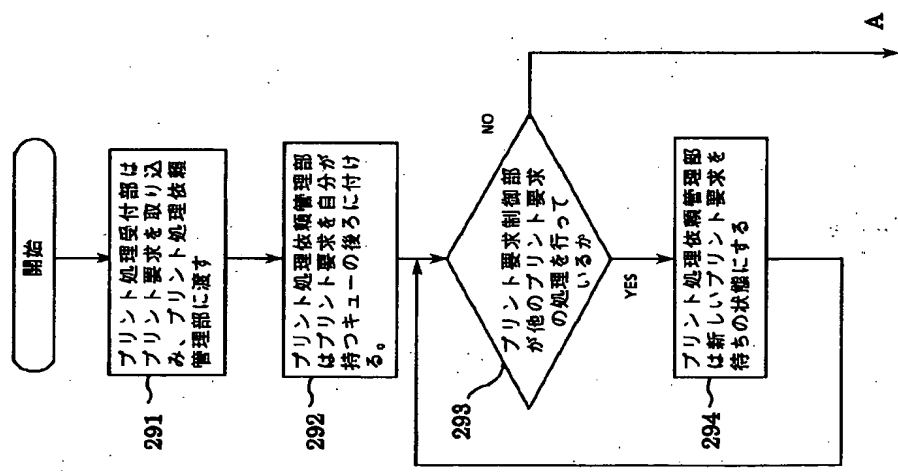 開始
プリント処理受付部は
プリント要求を取り込
み、プリント処理依頼
管理部に渡す
291
プリント処理依頼管理部
はプリント要求を自分が
持つキューの後ろに付け
る。
292
プリント要求制御部
が他のプリント要求
の処理を行って
いるか
293
NO
A
YES
プリント処理依頼管理部
は新しいプリント要求を
待ちの状態にする
294